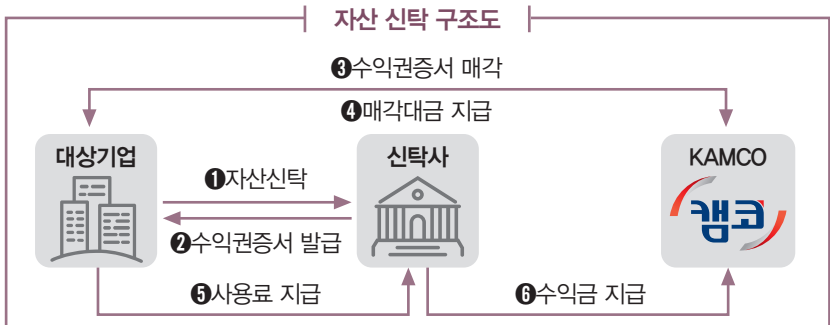 자산 신탁 구조도
❸수익권증서 매각
❹매각대금 지급
대상기업
신탁사
KAMCO
캠코
❶자산신탁
❷수익권증서 발급
❺사용료 지급
❻수익금 지급